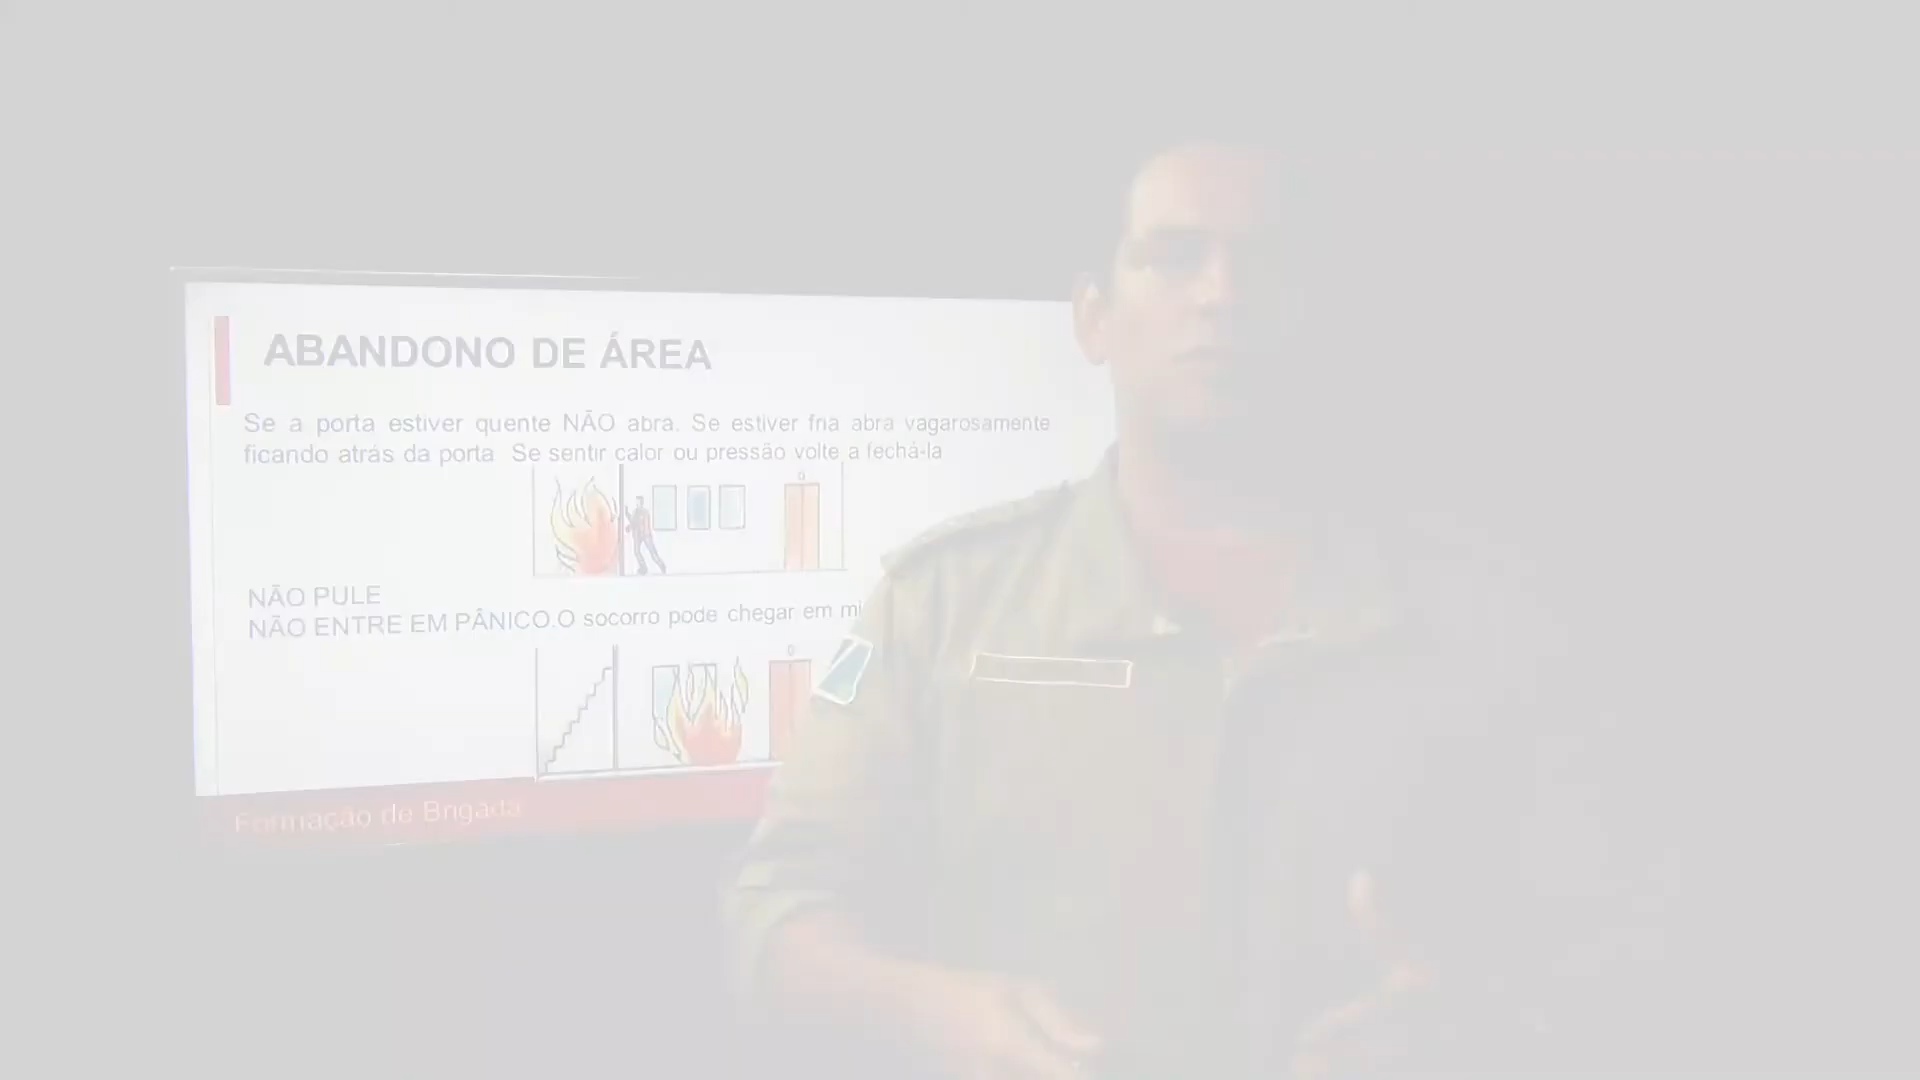 ABANDONO DE ÁREA
Se a porta estiver quente NÃO abra. Se estiver fria abra vagarosamente
ficando atrás da porta Se sentir calor ou pressão volte a fechá-la
NÃO PULE
NÃO ENTRE EM PÂNICO.O socorro pode chegar em mi
Formação de Brigada